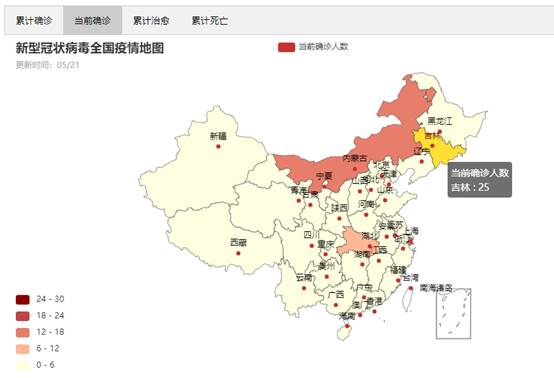 累计确诊 当前确诊 累计治愈 累计死亡
新型冠状病毒全国疫情地图
当前确诊人数
更新时间：05/21
黑龙江
吉林
新疆
辽宁
内蒙古
北京
天津
宁夏
山西
青海
山东
陕西
河南
当前确诊人数
吉林：25
四川
湖北
安徽
江苏
上海
西藏
重庆
湖南
江西
贵州
福建
云南
台湾
广西
广东
南海诸岛
澳门
香港
海南
24 - 30
18 - 24
12 - 18
6 - 12
0 - 6